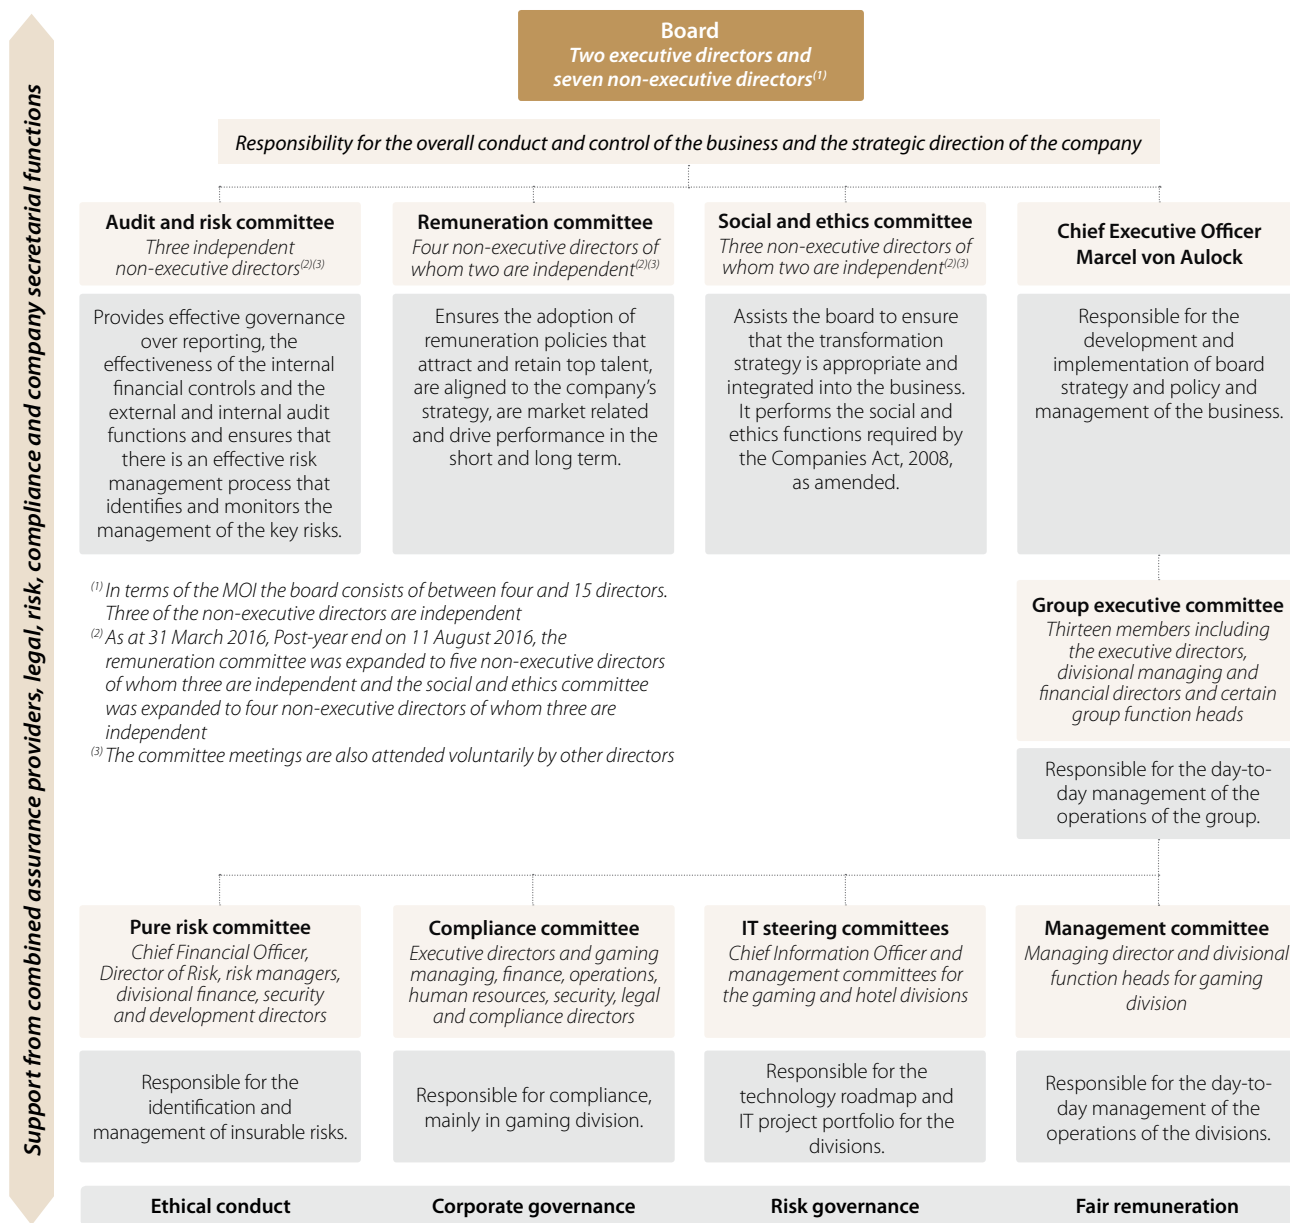 Support from combined assurance providers, legal, risk, compliance and company secretarial functions
Board
Two executive directors and
seven non-executive directors(1)
Responsibility for the overall conduct and control of the business and the strategic direction of the company
Audit and risk committee
Three independent
non-executive directors(2)(3)
Provides effective governance
over reporting, the
effectiveness of the internal
financial controls and the
external and internal audit
functions and ensures that
there is an effective risk
management process that
identifies and monitors the
management of the key risks.
Remuneration committee
Four non-executive directors of
whom two are independent(2)(3)
Ensures the adoption of
remuneration policies that
attract and retain top talent,
are aligned to the company's
strategy, are market related
and drive performance in the
short and long term.
Social and ethics committee
Three non-executive directors of
whom two are independent(2)(3)
Assists the board to ensure
that the transformation
strategy is appropriate and
integrated into the business.
It performs the social and
ethics functions required by
the Companies Act, 2008,
as amended.
Chief Executive Officer
Marcel von Aulock
Responsible for the
development and
implementation of board
strategy and policy and
management of the business.
(1) In terms of the MOI the board consists of between four and 15 directors.
Three of the non-executive directors are independent
(2) As at 31 March 2016, Post-year end on 11 August 2016, the
remuneration committee was expanded to five non-executive directors
of whom three are independent and the social and ethics committee
was expanded to four non-executive directors of whom three are
independent
(3) The committee meetings are also attended voluntarily by other directors
Group executive committee
Thirteen members including
the executive directors,
divisional managing and
financial directors and certain
group function heads
Responsible for the day-to-
day management of the
operations of the group.
Pure risk committee
Chief Financial Officer,
Director of Risk, risk managers,
divisional finance, security
and development directors
Responsible for the
identification and
management of insurable risks.
Compliance committee
Executive directors and gaming
managing, finance, operations,
human resources, security, legal
and compliance directors
Responsible for compliance,
mainly in gaming division.
IT steering committees
Chief Information Officer and
management committees for
the gaming and hotel divisions
Responsible for the
technology roadmap and
IT project portfolio for the
divisions.
Management committee
Managing director and divisional
function heads for gaming
division
Responsible for the day-to-
day management of the
operations of the divisions.
Ethical conduct
Corporate governance
Risk governance
Fair remuneration